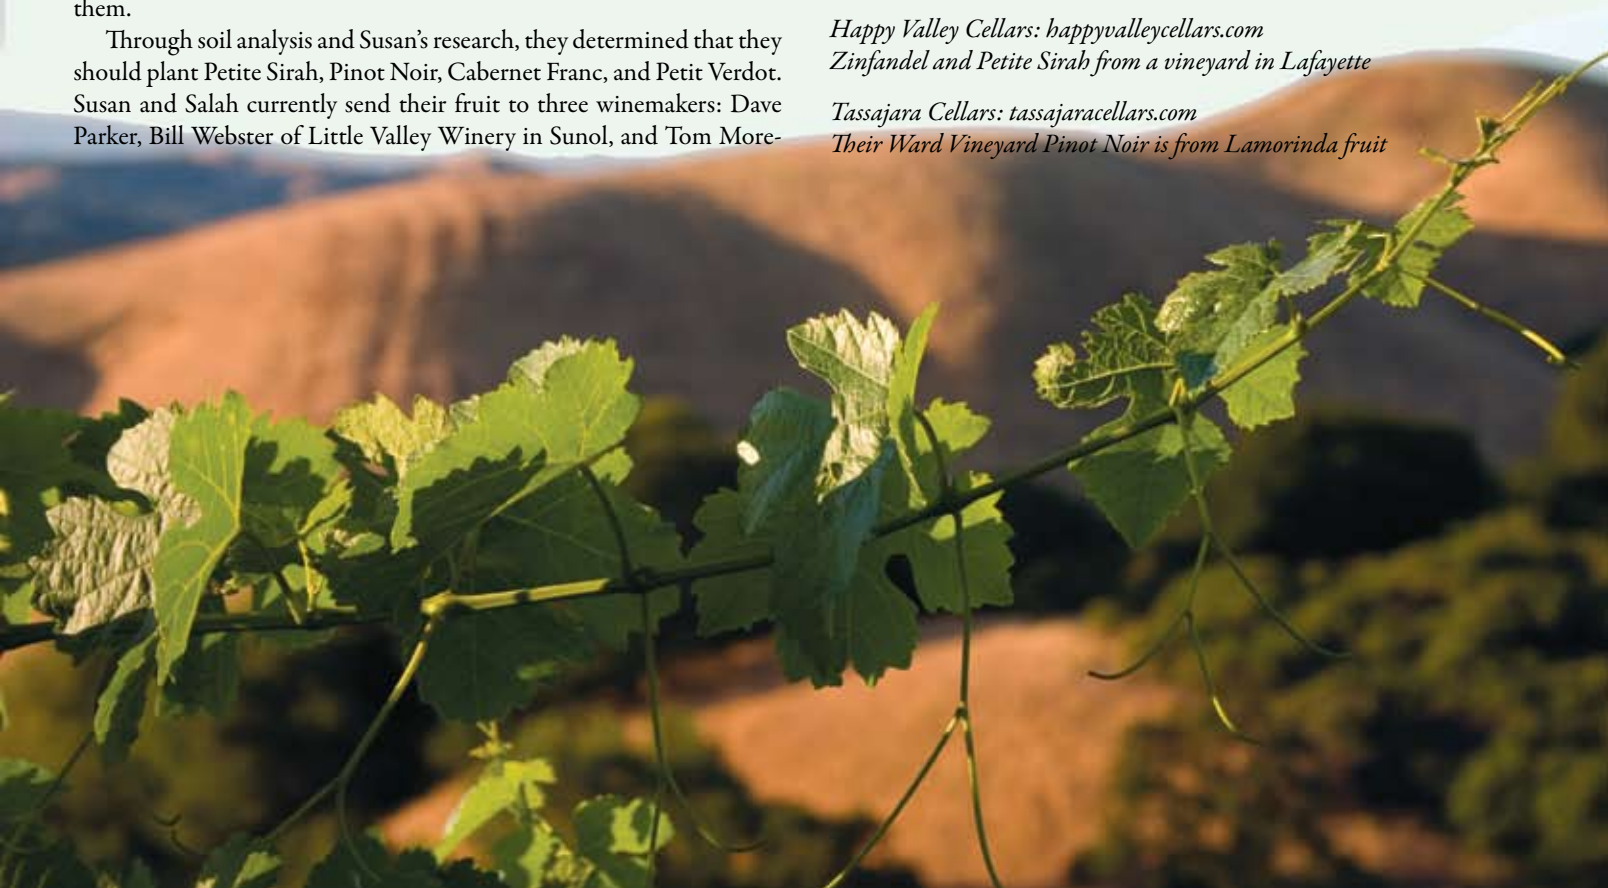 them.
Through soil analysis and Susan's research, they determined that they
should plant Petite Sirah, Pinot Noir, Cabernet Franc, and Petit Verdot.
Susan and Salah currently send their fruit to three winemakers: Dave
Parker, Bill Webster of Little Valley Winery in Sunol, and Tom More-
Happy Valley Cellars: happyvalleycellars.com
Zinfandel and Petite Sirah from a vineyard in Lafayette
Tassajara Cellars: tassajaracellars.com
Their Ward Vineyard Pinot Noir is from Lamorinda fruit